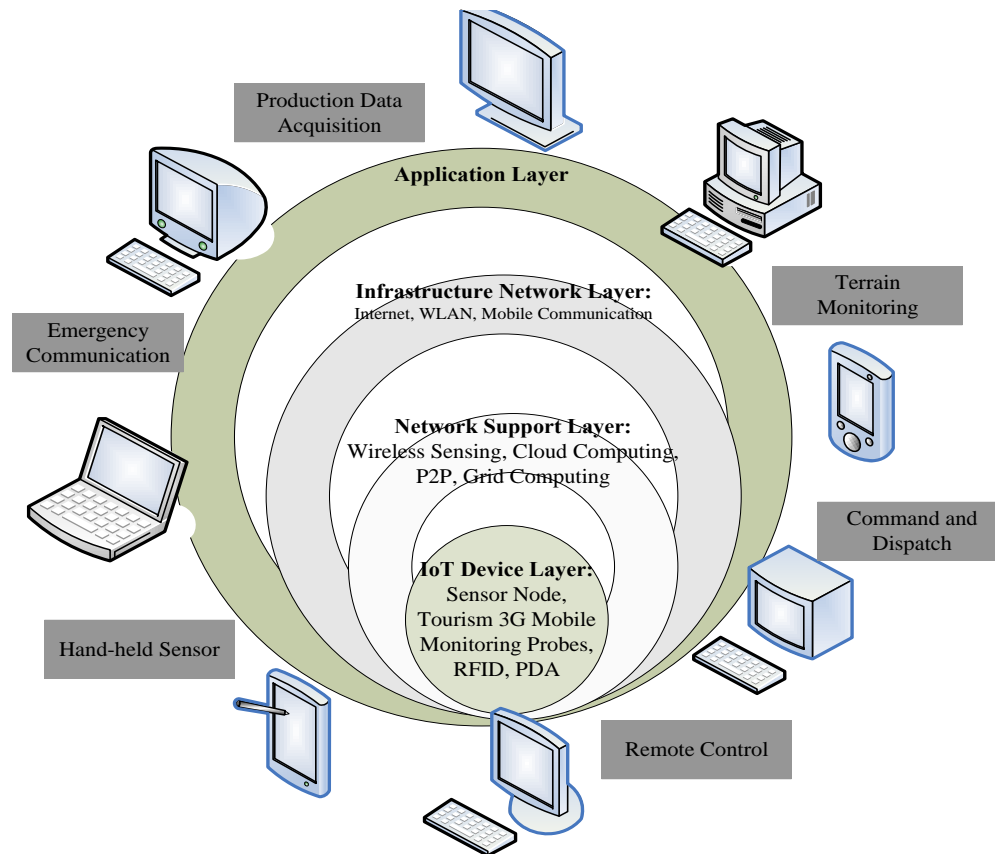 Production Data
Acquisition
Application Layer
Infrastructure Network Layer:
Internet, WLAN, Mobile Communication
Terrain
Monitoring
Emergency
Communication
Network Support Layer:
Wireless Sensing, Cloud Computing,
P2P, Grid Computing
Command and
Dispatch
IoT Device Layer:
Sensor Node,
Tourism 3G Mobile
Monitoring Probes,
RFID, PDA
Hand-held Sensor
Remote Control